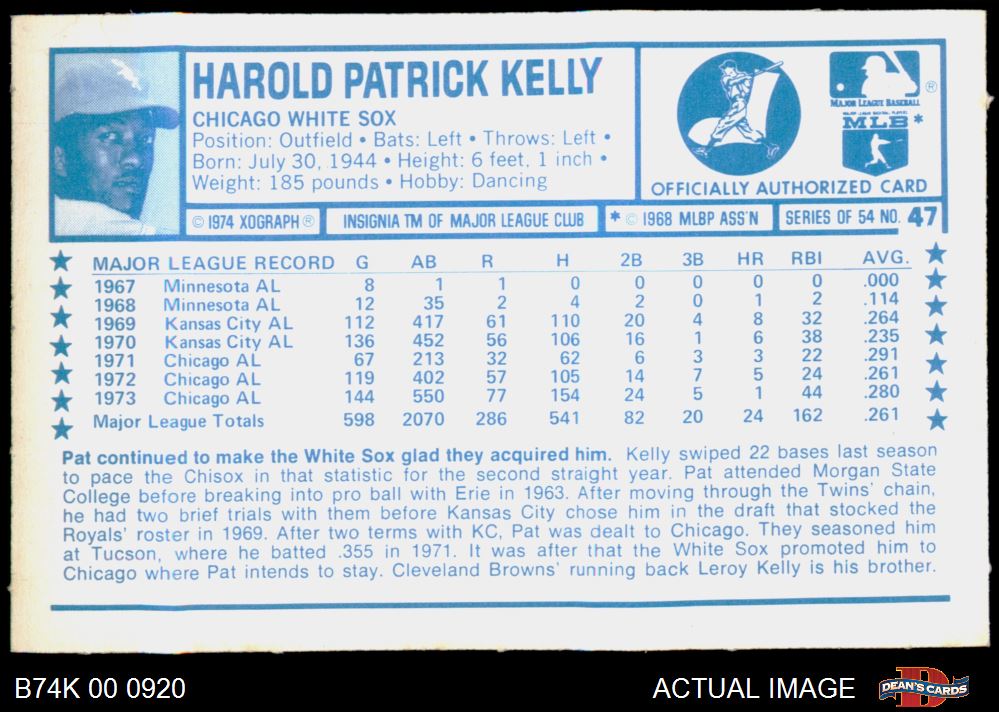 HAROLD PATRICK KELLY
CHICAGO WHITE SOX
Position: Outfield • Bats: Left • Throws: Left •
Born: July 30, 1944 • Height: 6 feet, 1 inch •
Weight: 185 pounds • Hobby: Dancing
MAJOR LEAGUE BASEBALL ®
MLB *
OFFICIALLY AUTHORIZED CARD
© 1974 XOGRAPH ® INSIGNIA TM OF MAJOR LEAGUE CLUB * © 1968 MLBP ASS'N SERIES OF 54 NO. 47
MAJOR LEAGUE RECORD G AB R H 2B 3B HR RBI AVG.
1967 Minnesota AL 8 1 1 0 0 0 0 0 .000
1968 Minnesota AL 12 35 2 4 2 0 1 2 .114
1969 Kansas City AL 112 417 61 110 20 4 8 32 .264
1970 Kansas City AL 136 452 56 106 16 1 6 38 .235
1971 Chicago AL 67 213 32 62 6 3 3 22 .291
1972 Chicago AL 119 402 57 105 14 7 5 24 .261
1973 Chicago AL 144 550 77 154 24 5 1 44 .280
Major League Totals 598 2070 286 541 82 20 24 162 .261
Pat continued to make the White Sox glad they acquired him. Kelly swiped 22 bases last season
to pace the Chisox in that statistic for the second straight year. Pat attended Morgan State
College before breaking into pro ball with Erie in 1963. After moving through the Twins' chain,
he had two brief trials with them before Kansas City chose him in the draft that stocked the
Royals' roster in 1969. After two terms with KC, Pat was dealt to Chicago. They seasoned him
at Tucson, where he batted .355 in 1971. It was after that the White Sox promoted him to
Chicago where Pat intends to stay. Cleveland Browns' running back Leroy Kelly is his brother.
B74K 00 0920
ACTUAL IMAGE
DEAN'S CARDS